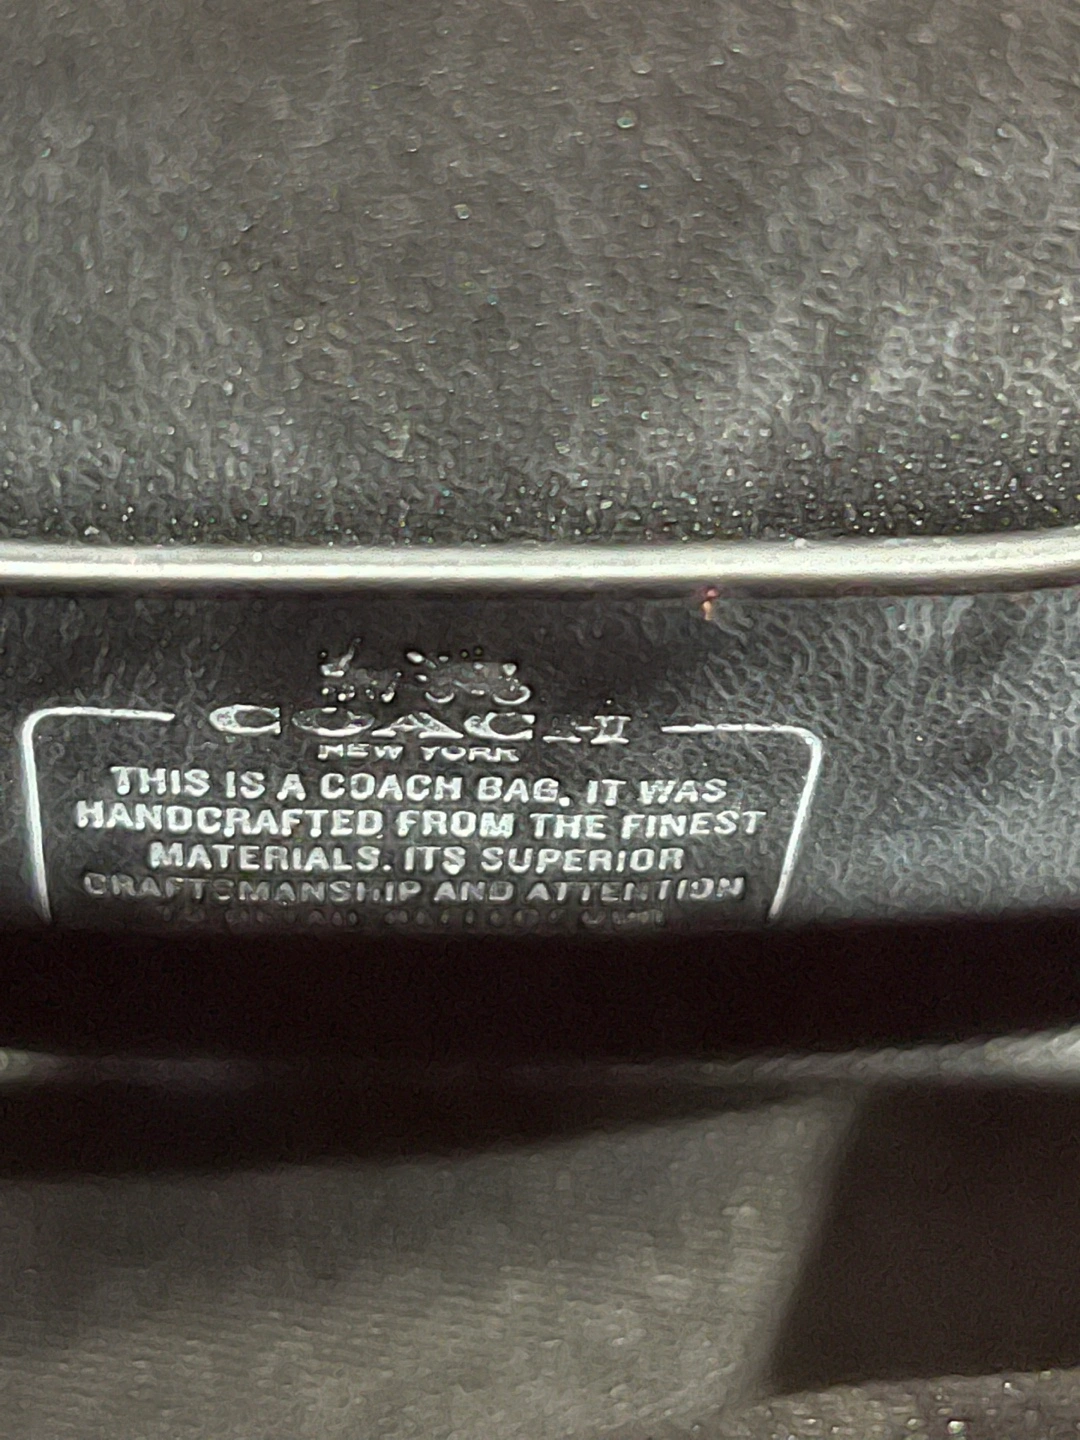 COACH
NEW YORK
THIS IS A COACH BAG. IT WAS
HANDCRAFTED FROM THE FINEST
MATERIALS. ITS SUPERIOR
CRAFTSMANSHIP AND ATTENTION